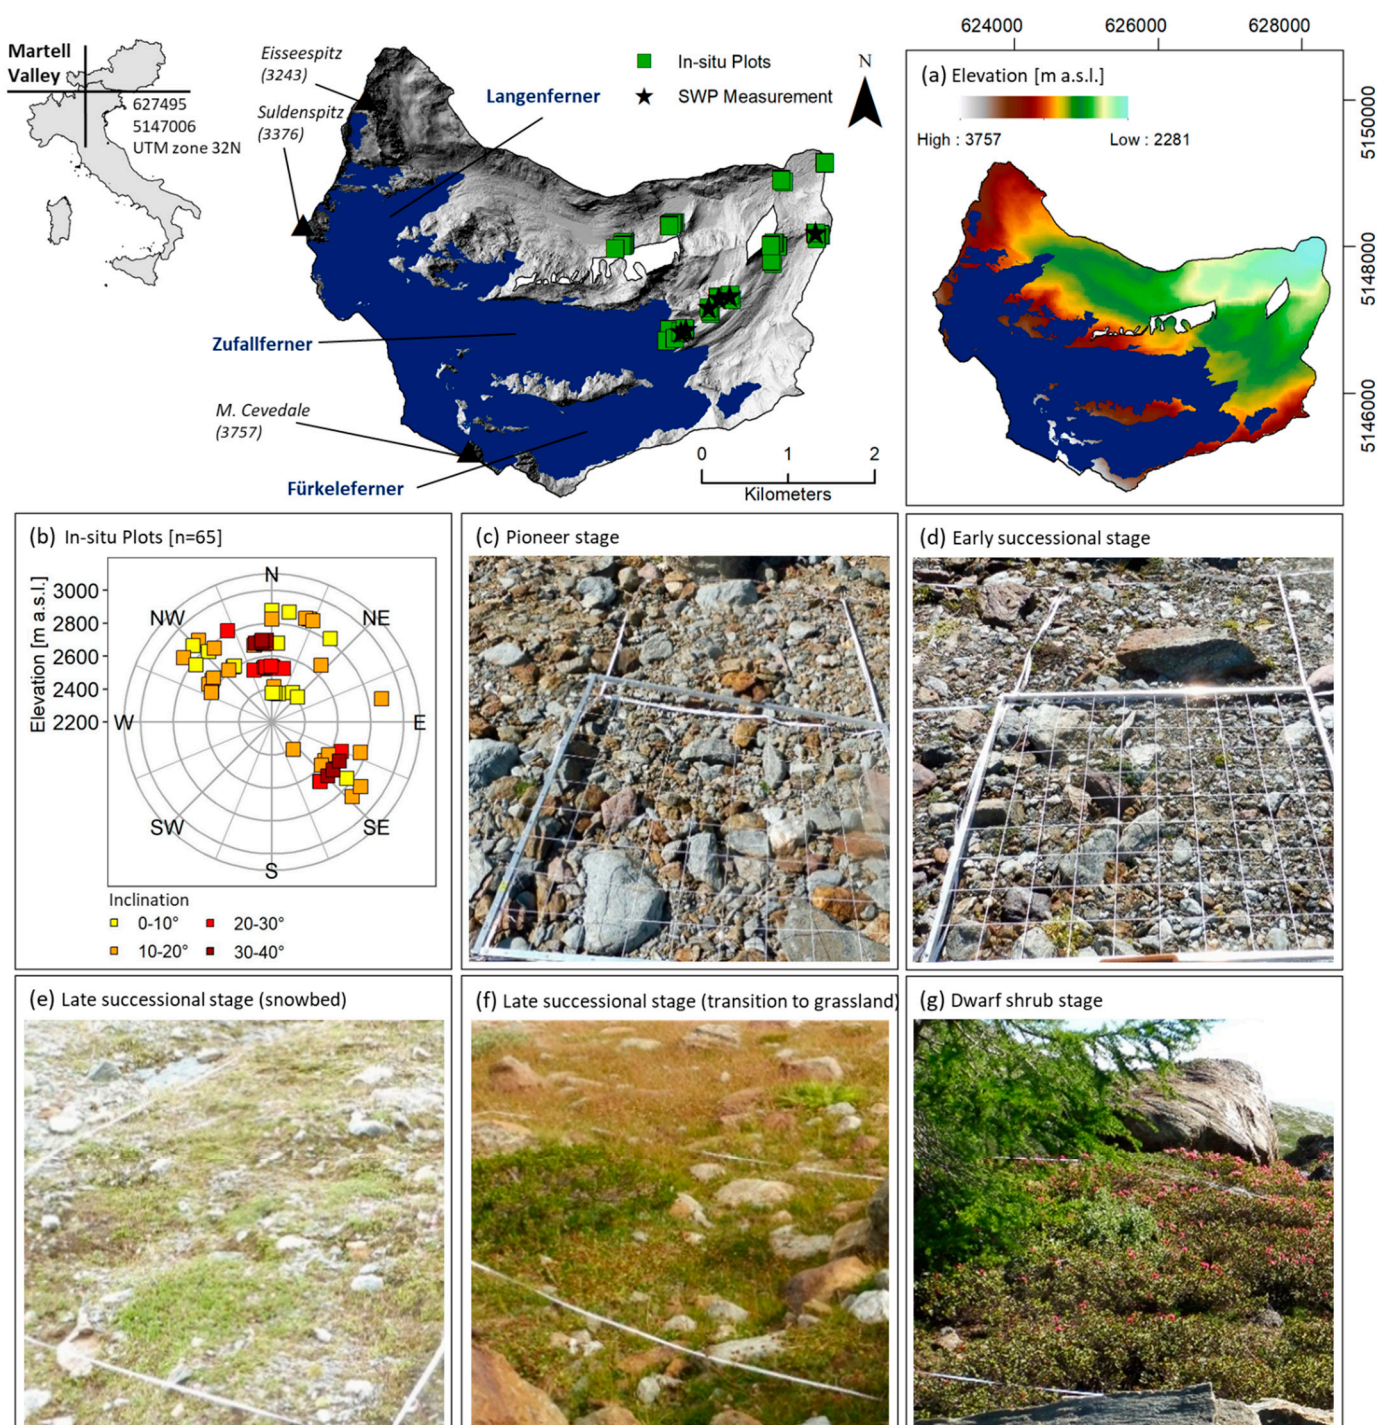 Martell
Valley
627495
5147006
UTM zone 32N
Eisseespitz
(3243)
Suldenspitz
(3376)
Langenferner
In-situ Plots
SWP Measurement
N
Zufallferner
M. Cevedale
(3757)
Fürkeleferner
0 1 2
Kilometers
624000 626000 628000
(a) Elevation [m a.s.l.]
High : 3757 Low : 2281
5150000
5148000
5146000
(b) In-situ Plots [n=65]
Elevation [m a.s.l.]
3000
2800
2600
2400
2200
N
NW
NE
W
E
SW
SE
S
Inclination
0-10° 20-30°
10-20° 30-40°
(c) Pioneer stage
(d) Early successional stage
(e) Late successional stage (snowbed)
(f) Late successional stage (transition to grassland)
(g) Dwarf shrub stage